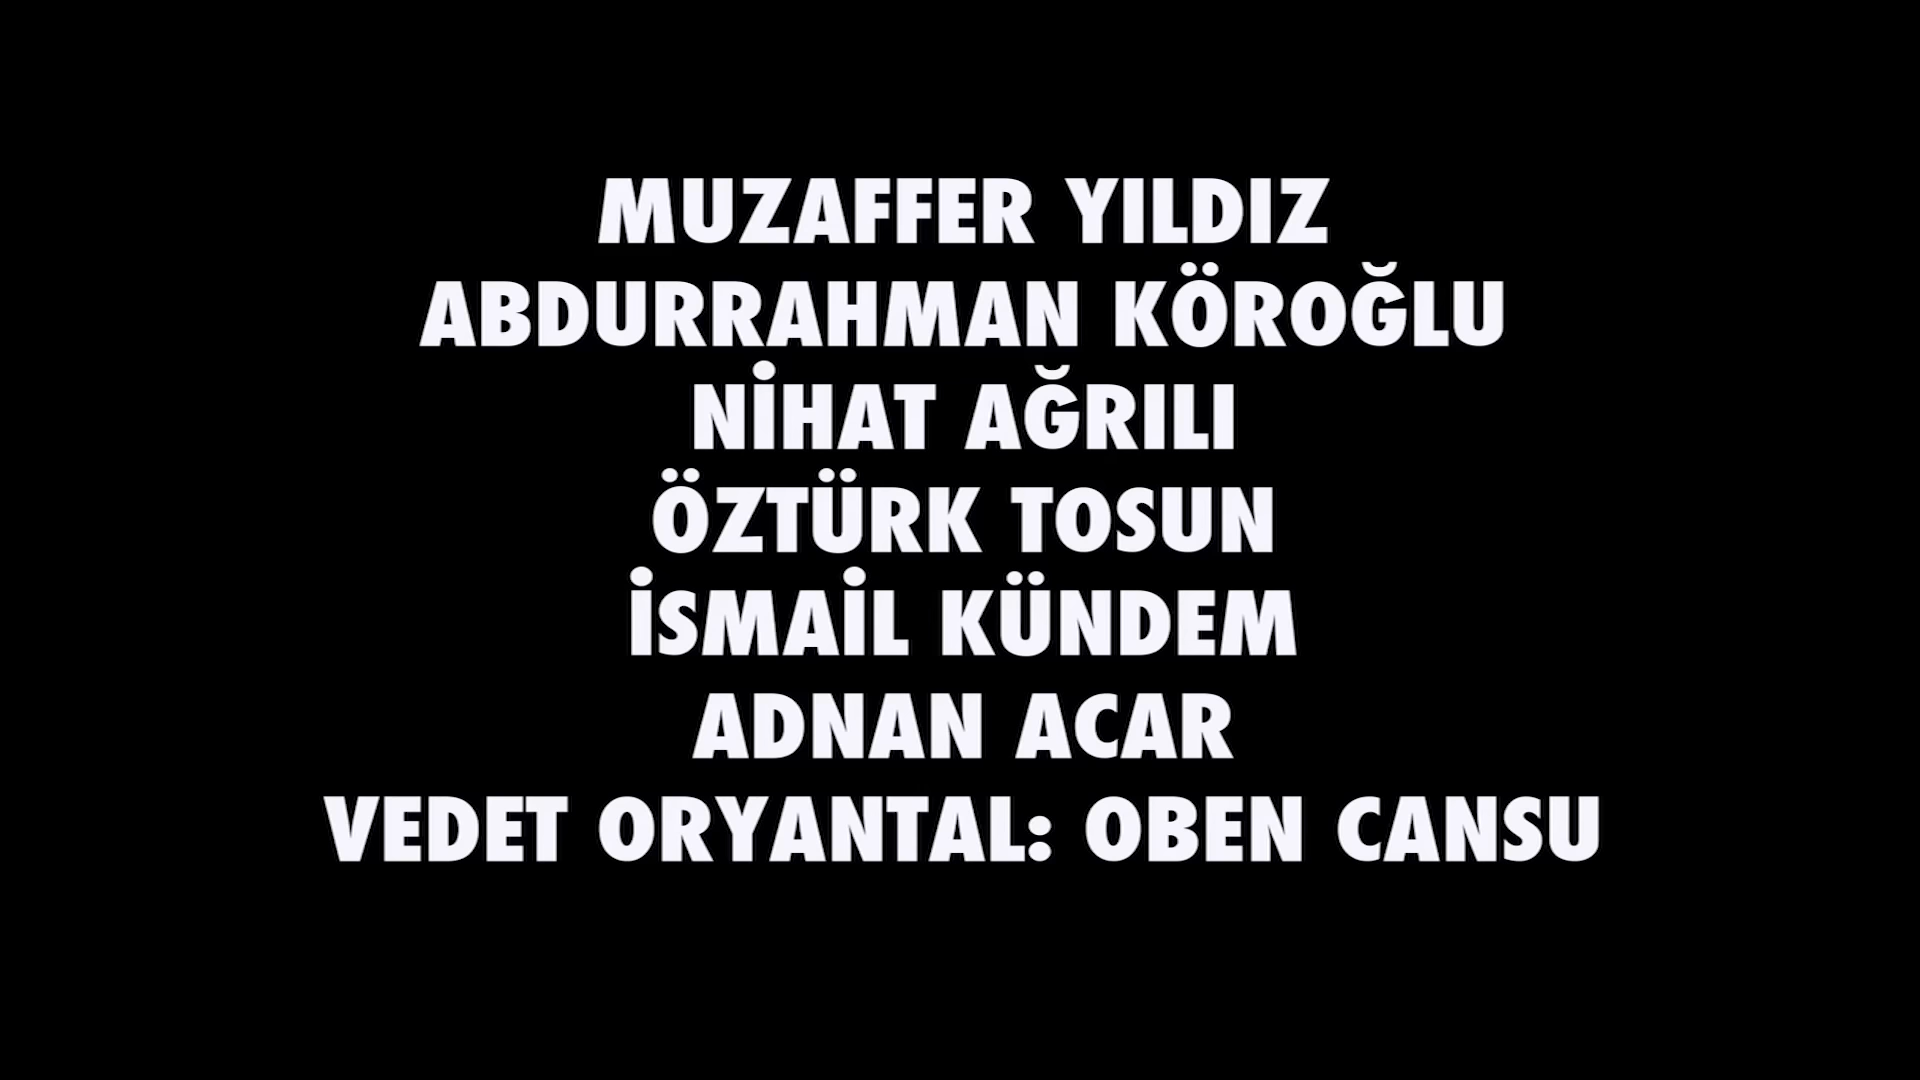 MUZAFFER YILDIZ
ABDURRAHMAN KÖROĞLU
NİHAT AĞRILI
ÖZTÜRK TOSUN
İSMAİL KÜNDEM
ADNAN ACAR
VEDET ORYANTAL: OBEN CANSU